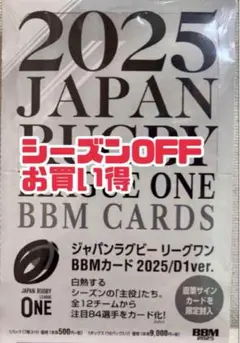 2025
JAPAN
RUGBY
シーズンOFF
お買い得
LEAGUE ONE
BBM CARDS
ジャパンラグビー リーグワン
BBMカード 2025/D1ver.
白熱する
シーズンの「主役」たち。
全12チームから
注目84選手をカード化!
直筆サイン
カードを
限定封入
JAPAN RUGBY
LEAGUE
ONE
BBM